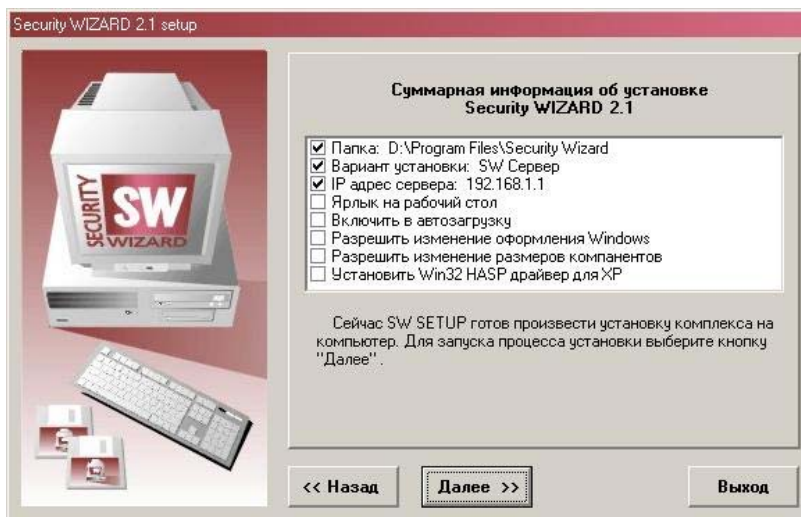 Security WIZARD 2.1 setup
SECURITY
SW
WIZARD
Суммарная информация об установке
Security WIZARD 2.1
Папка: D:\Program Files\Security Wizard
Вариант установки: SW Сервер
IP адрес сервера: 192.168.1.1
Ярлык на рабочий стол
Включить в автозагрузку
Разрешить изменение оформления Windows
Разрешить изменение размеров компанентов
Установить Win32 HASP драйвер для XP
Сейчас SW SETUP готов произвести установку комплекса на
компьютер. Для запуска процесса установки выберите кнопку
"Далее" .
<< Назад
Далее >>
Выход